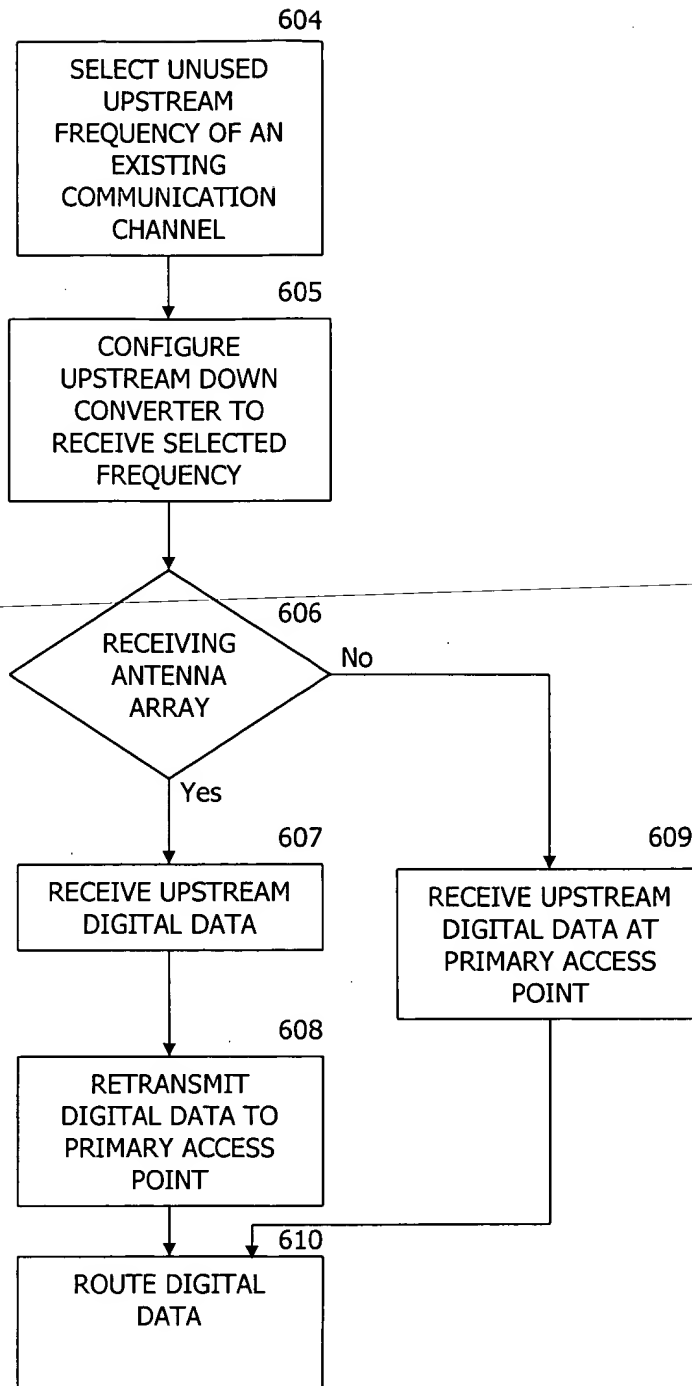 604
SELECT UNUSED
UPSTREAM
FREQUENCY OF AN
EXISTING
COMMUNICATION
CHANNEL
605
CONFIGURE
UPSTREAM DOWN
CONVERTER TO
RECEIVE SELECTED
FREQUENCY
606
RECEIVING
ANTENNA
ARRAY
No
Yes
607
RECEIVE UPSTREAM
DIGITAL DATA
609
RECEIVE UPSTREAM
DIGITAL DATA AT
PRIMARY ACCESS
POINT
608
RETRANSMIT
DIGITAL DATA TO
PRIMARY ACCESS
POINT
610
ROUTE DIGITAL
DATA